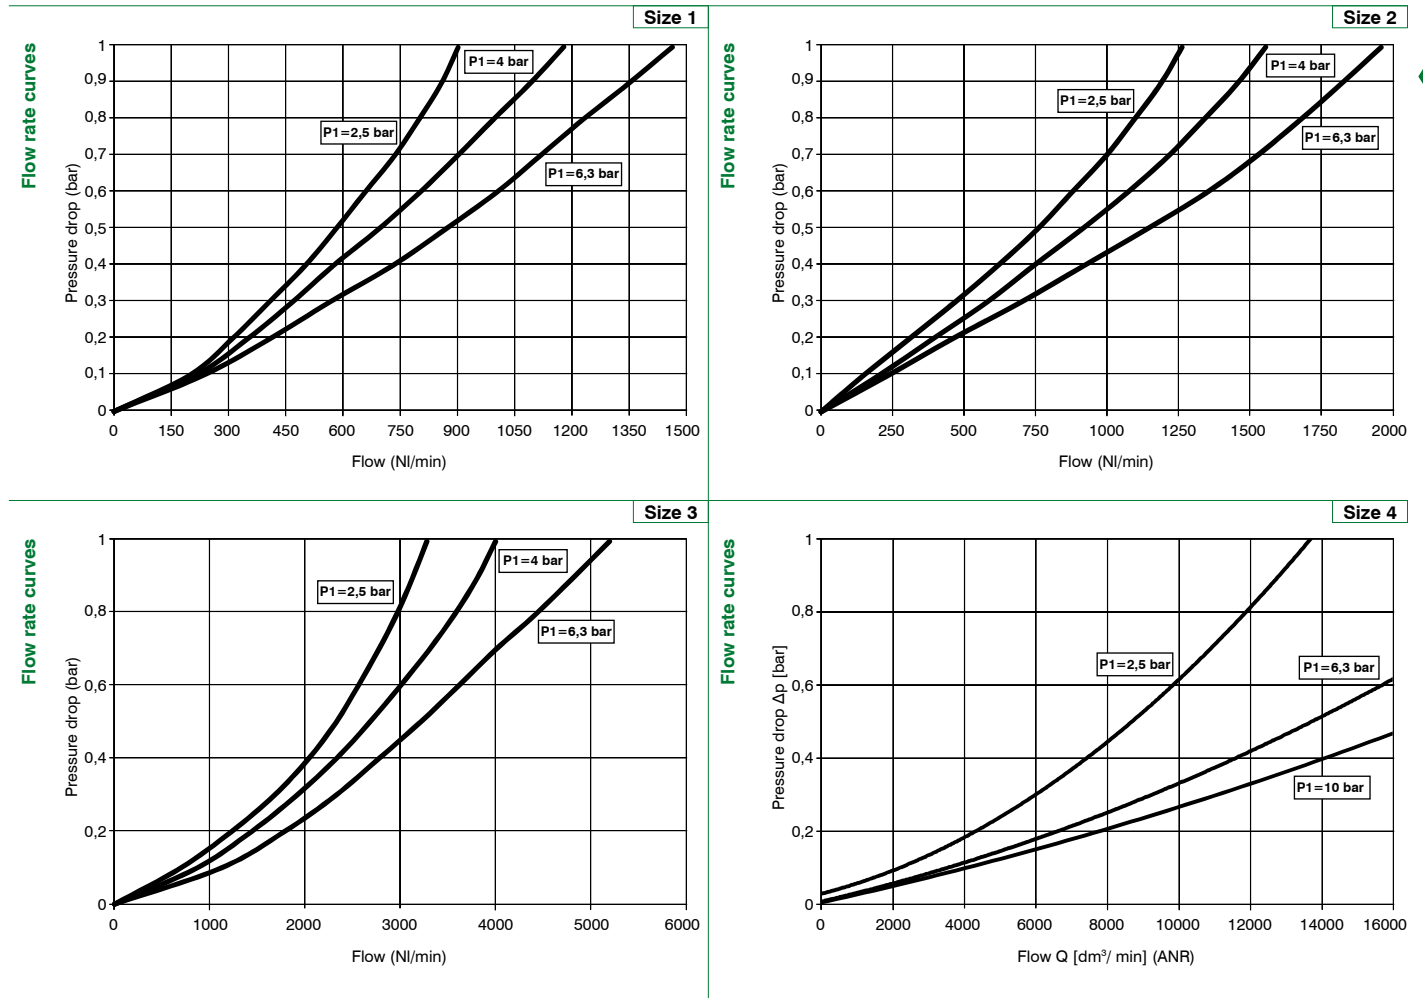 Size 1
Flow rate curves
Pressure drop (bar)
1
0,9
0,8
0,7
0,6
0,5
0,4
0,3
0,2
0,1
0
P1=2,5 bar
P1=4 bar
P1=6,3 bar
0 150 300 450 600 750 900 1050 1200 1350 1500
Flow (Nl/min)
Size 2
Flow rate curves
Pressure drop (bar)
1
0,9
0,8
0,7
0,6
0,5
0,4
0,3
0,2
0,1
0
P1=2,5 bar
P1=4 bar
P1=6,3 bar
0 250 500 750 1000 1250 1500 1750 2000
Flow (Nl/min)
Size 3
Flow rate curves
Pressure drop (bar)
1
0,8
0,6
0,4
0,2
0
P1=2,5 bar
P1=4 bar
P1=6,3 bar
0 1000 2000 3000 4000 5000 6000
Flow (Nl/min)
Size 4
Flow rate curves
Pressure drop Δp [bar]
1
0,8
0,6
0,4
0,2
0
P1=2,5 bar
P1=6,3 bar
P1=10 bar
0 2000 4000 6000 8000 10000 12000 14000 16000
Flow Q [dm³/ min] (ANR)